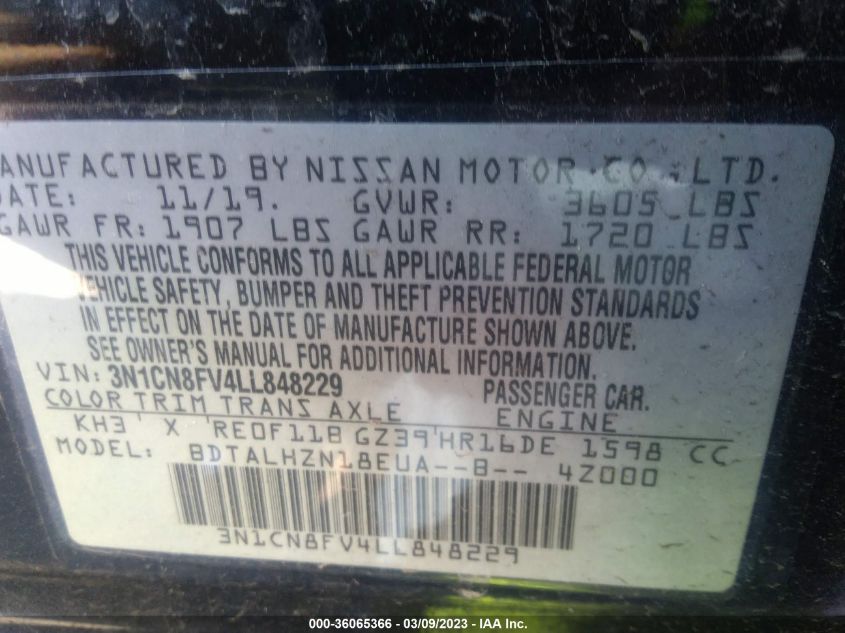 ANUFACTURED BY NISSAN MOTOR CO., LTD.
DATE: 11/19. GVWR: 3605 LBS
GAWR FR: 1907 LBS GAWR RR: 1720 LBS
THIS VEHICLE CONFORMS TO ALL APPLICABLE FEDERAL MOTOR
VEHICLE SAFETY, BUMPER AND THEFT PREVENTION STANDARDS
IN EFFECT ON THE DATE OF MANUFACTURE SHOWN ABOVE.
SEE OWNER'S MANUAL FOR ADDITIONAL INFORMATION.
VIN: 3N1CN8FV4LL848229 PASSENGER CAR.
COLOR TRIM TRANS AXLE ENGINE
KH3 X RE0F11B GZ39 HR16DE 1598 CC
MODEL: BDTALHZN18EUA--B-- 4Z000
3N1CN8FV4LL848229
000-36065366 - 03/09/2023 - IAA Inc.